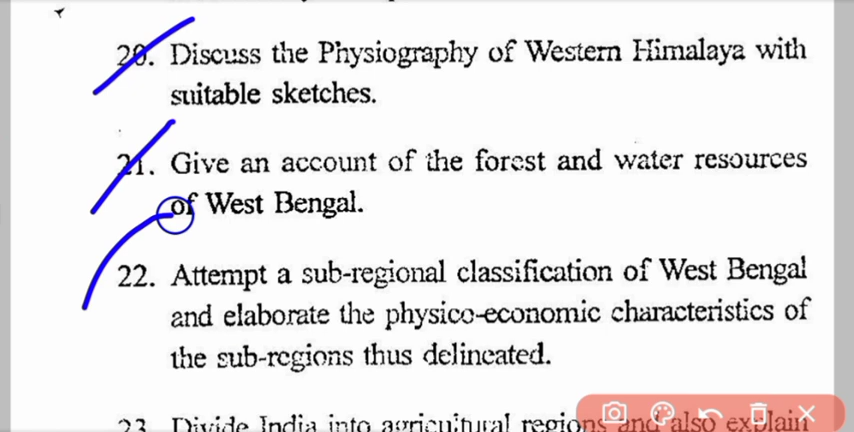 20. Discuss the Physiography of Western Himalaya with
suitable sketches.
21. Give an account of the forest and water resources
of West Bengal.
22. Attempt a sub-regional classification of West Bengal
and elaborate the physico-economic characteristics of
the sub-regions thus delineated.
23. Divide India into agricultural regions and also explain